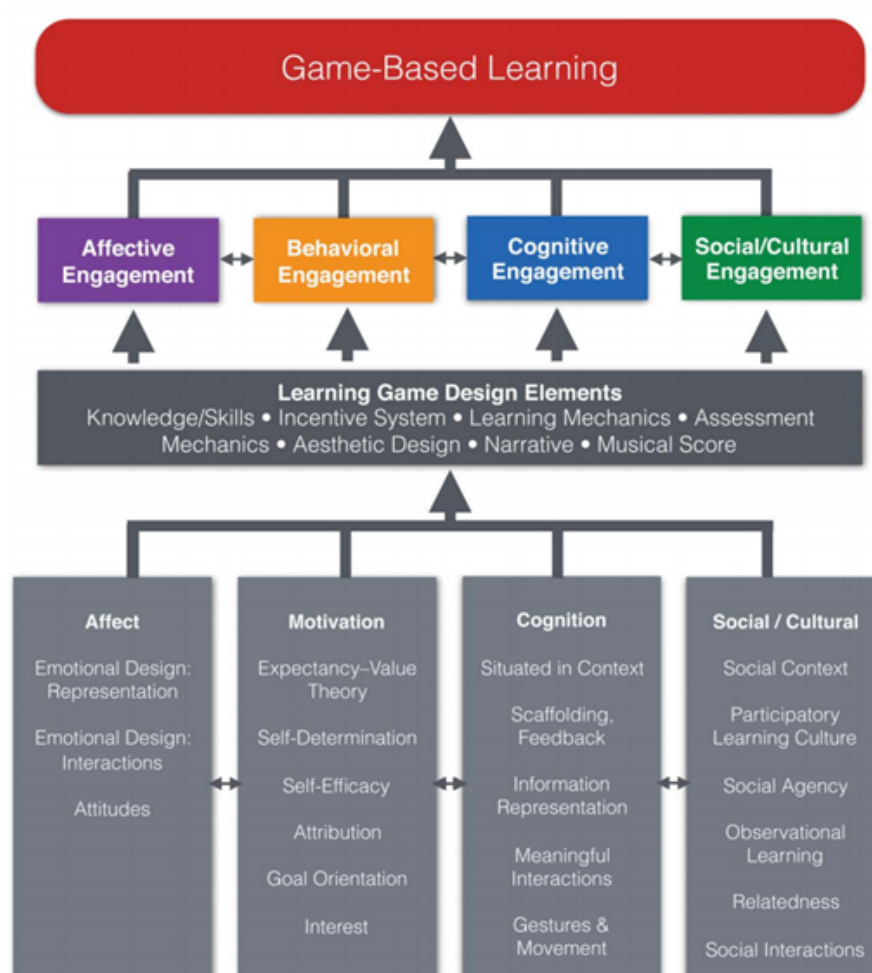 Game-Based Learning
Affective
Engagement
Behavioral
Engagement
Cognitive
Engagement
Social/Cultural
Engagement
Learning Game Design Elements
Knowledge/Skills • Incentive System • Learning Mechanics • Assessment
Mechanics • Aesthetic Design • Narrative • Musical Score
Affect
Emotional Design:
Representation
Emotional Design:
Interactions
Attitudes
Motivation
Expectancy–Value
Theory
Self-Determination
Self-Efficacy
Attribution
Goal Orientation
Interest
Cognition
Situated in Context
Scaffolding,
Feedback
Information
Representation
Meaningful
Interactions
Gestures &
Movement
Social / Cultural
Social Context
Participatory
Learning Culture
Social Agency
Observational
Learning
Relatedness
Social Interactions